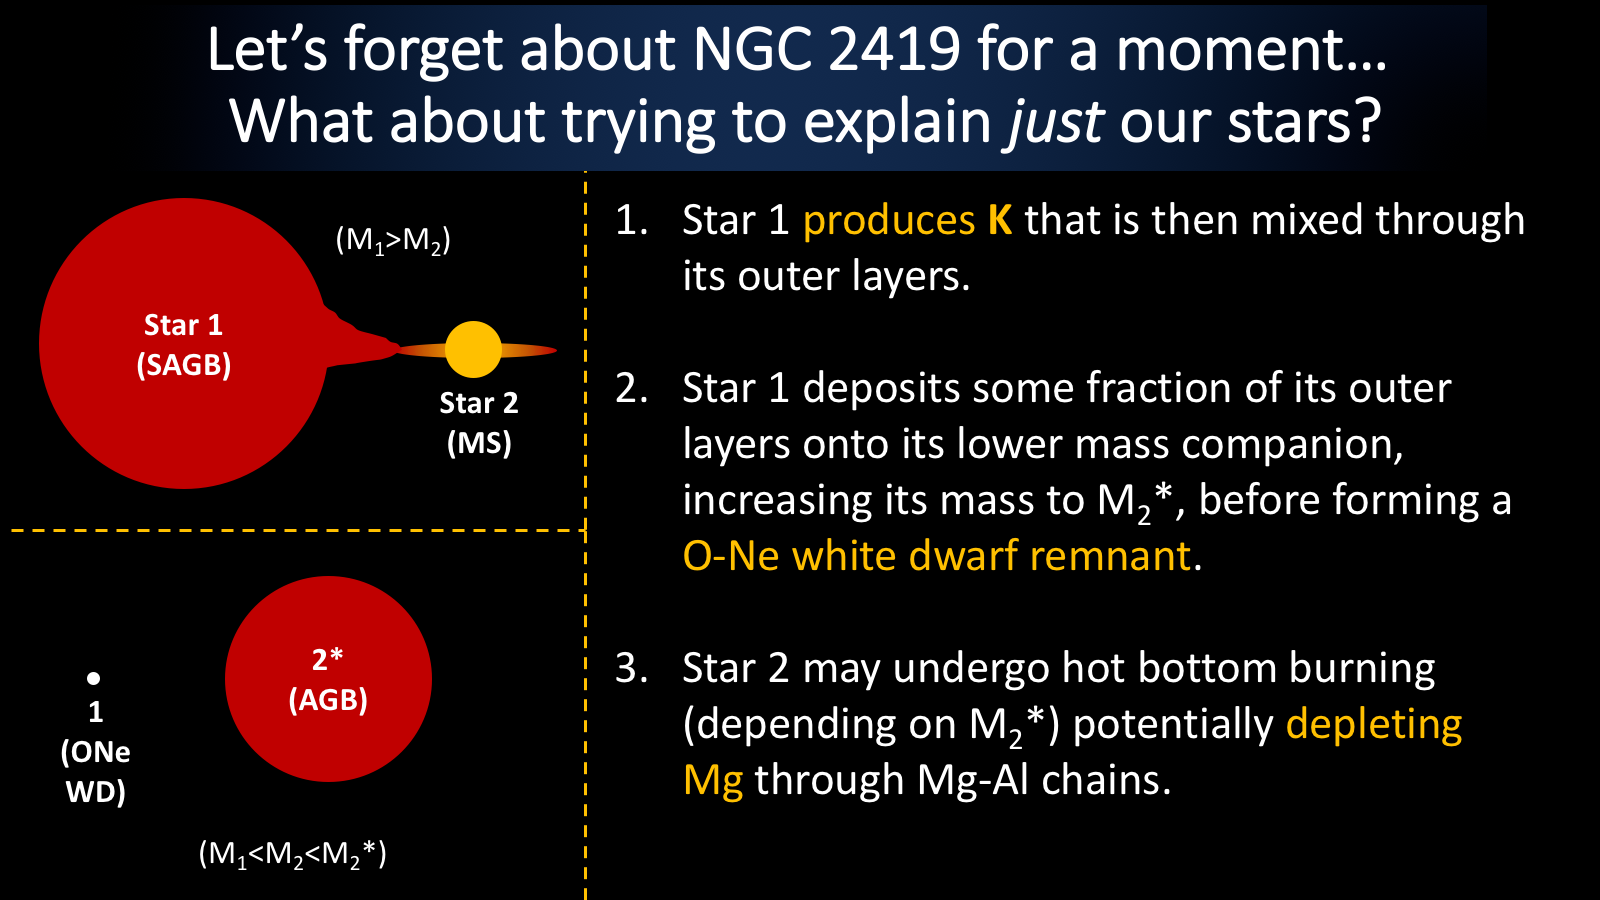 Let’s forget about NGC 2419 for a moment…
What about trying to explain just our stars?
(M1>M2)
Star 1
(SAGB)
Star 2
(MS)
1
(ONe
WD)
2*
(AGB)
(M1<M2<M2*)
1. Star 1 produces K that is then mixed through
its outer layers.
2. Star 1 deposits some fraction of its outer
layers onto its lower mass companion,
increasing its mass to M2*, before forming a
O-Ne white dwarf remnant.
3. Star 2 may undergo hot bottom burning
(depending on M2*) potentially depleting
Mg through Mg-Al chains.